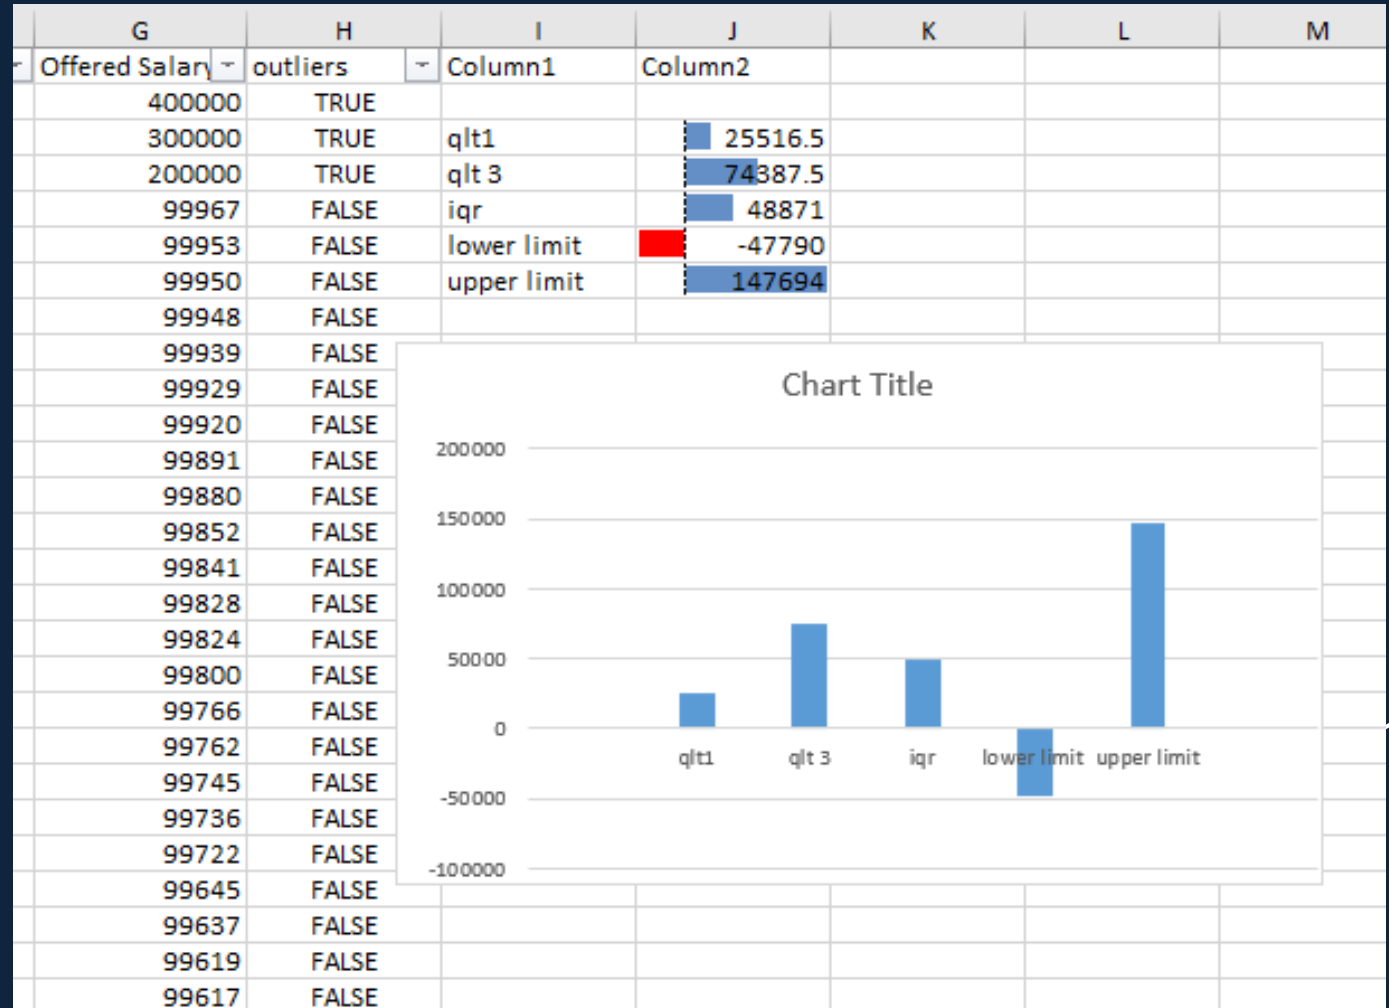 G H I J K L M
Offered Salary outliers Column1 Column2
400000 TRUE
300000 TRUE qlt1 25516.5
200000 TRUE qlt 3 74387.5
99967 FALSE iqr 48871
99953 FALSE lower limit -47790
99950 FALSE upper limit 147694
99948 FALSE
99939 FALSE
99929 FALSE
99920 FALSE
99891 FALSE
99880 FALSE
99852 FALSE
99841 FALSE
99828 FALSE
99824 FALSE
99800 FALSE
99766 FALSE
99762 FALSE
99745 FALSE
99736 FALSE
99722 FALSE
99645 FALSE
99637 FALSE
99619 FALSE
99617 FALSE
Chart Title
200000
150000
100000
50000
0
qlt1 qlt 3 iqr lower limit upper limit
-50000
-100000